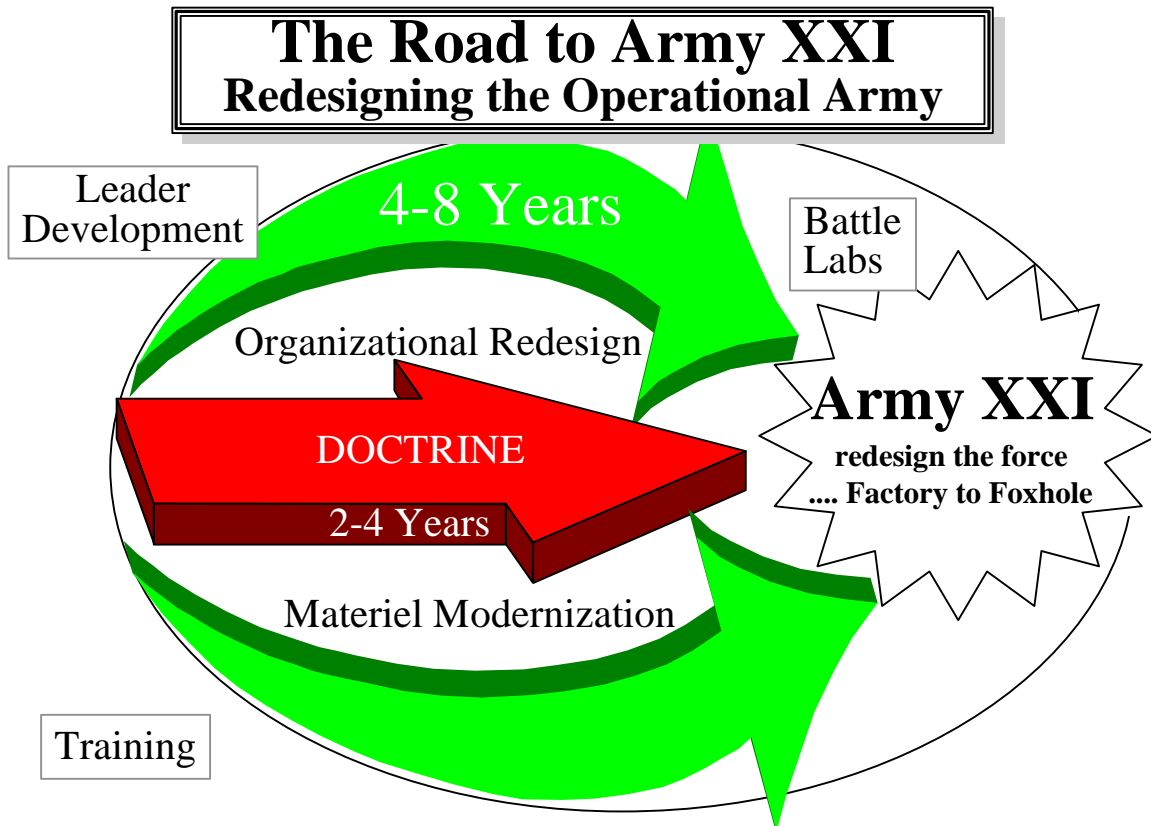 The Road to Army XXI
Redesigning the Operational Army
Leader
Development
4-8 Years
Battle
Labs
Organizational Redesign
Army XXI
redesign the force
.... Factory to Foxhole
DOCTRINE
2-4 Years
Materiel Modernization
Training